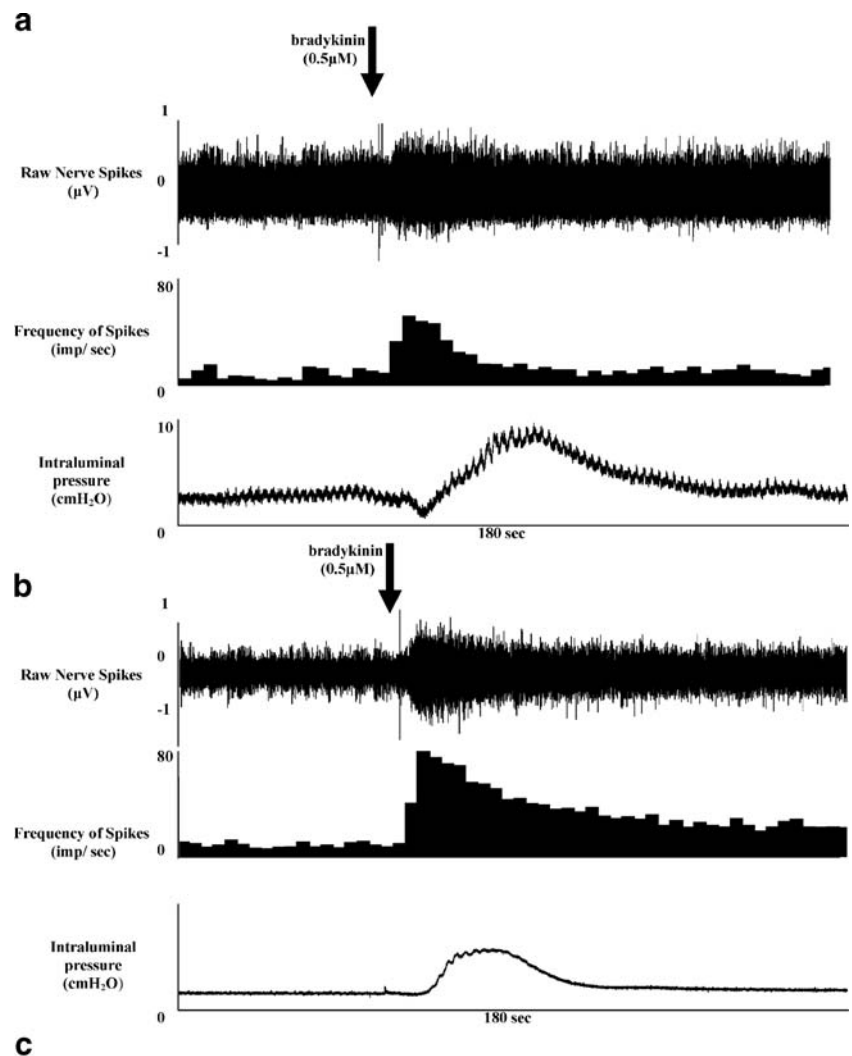 a
bradykinin
(0.5µM)
1
Raw Nerve Spikes
(µV)
0
-1
80
Frequency of Spikes
(imp/ sec)
0
10
Intraluminal
pressure
(cmH₂O)
0
180 sec
bradykinin
(0.5µM)
b
1
0
Raw Nerve Spikes
(µV)
-1
80
Frequency of Spikes
(imp/ sec)
0
Intraluminal
pressure
(cmH₂O)
0
180 sec
c